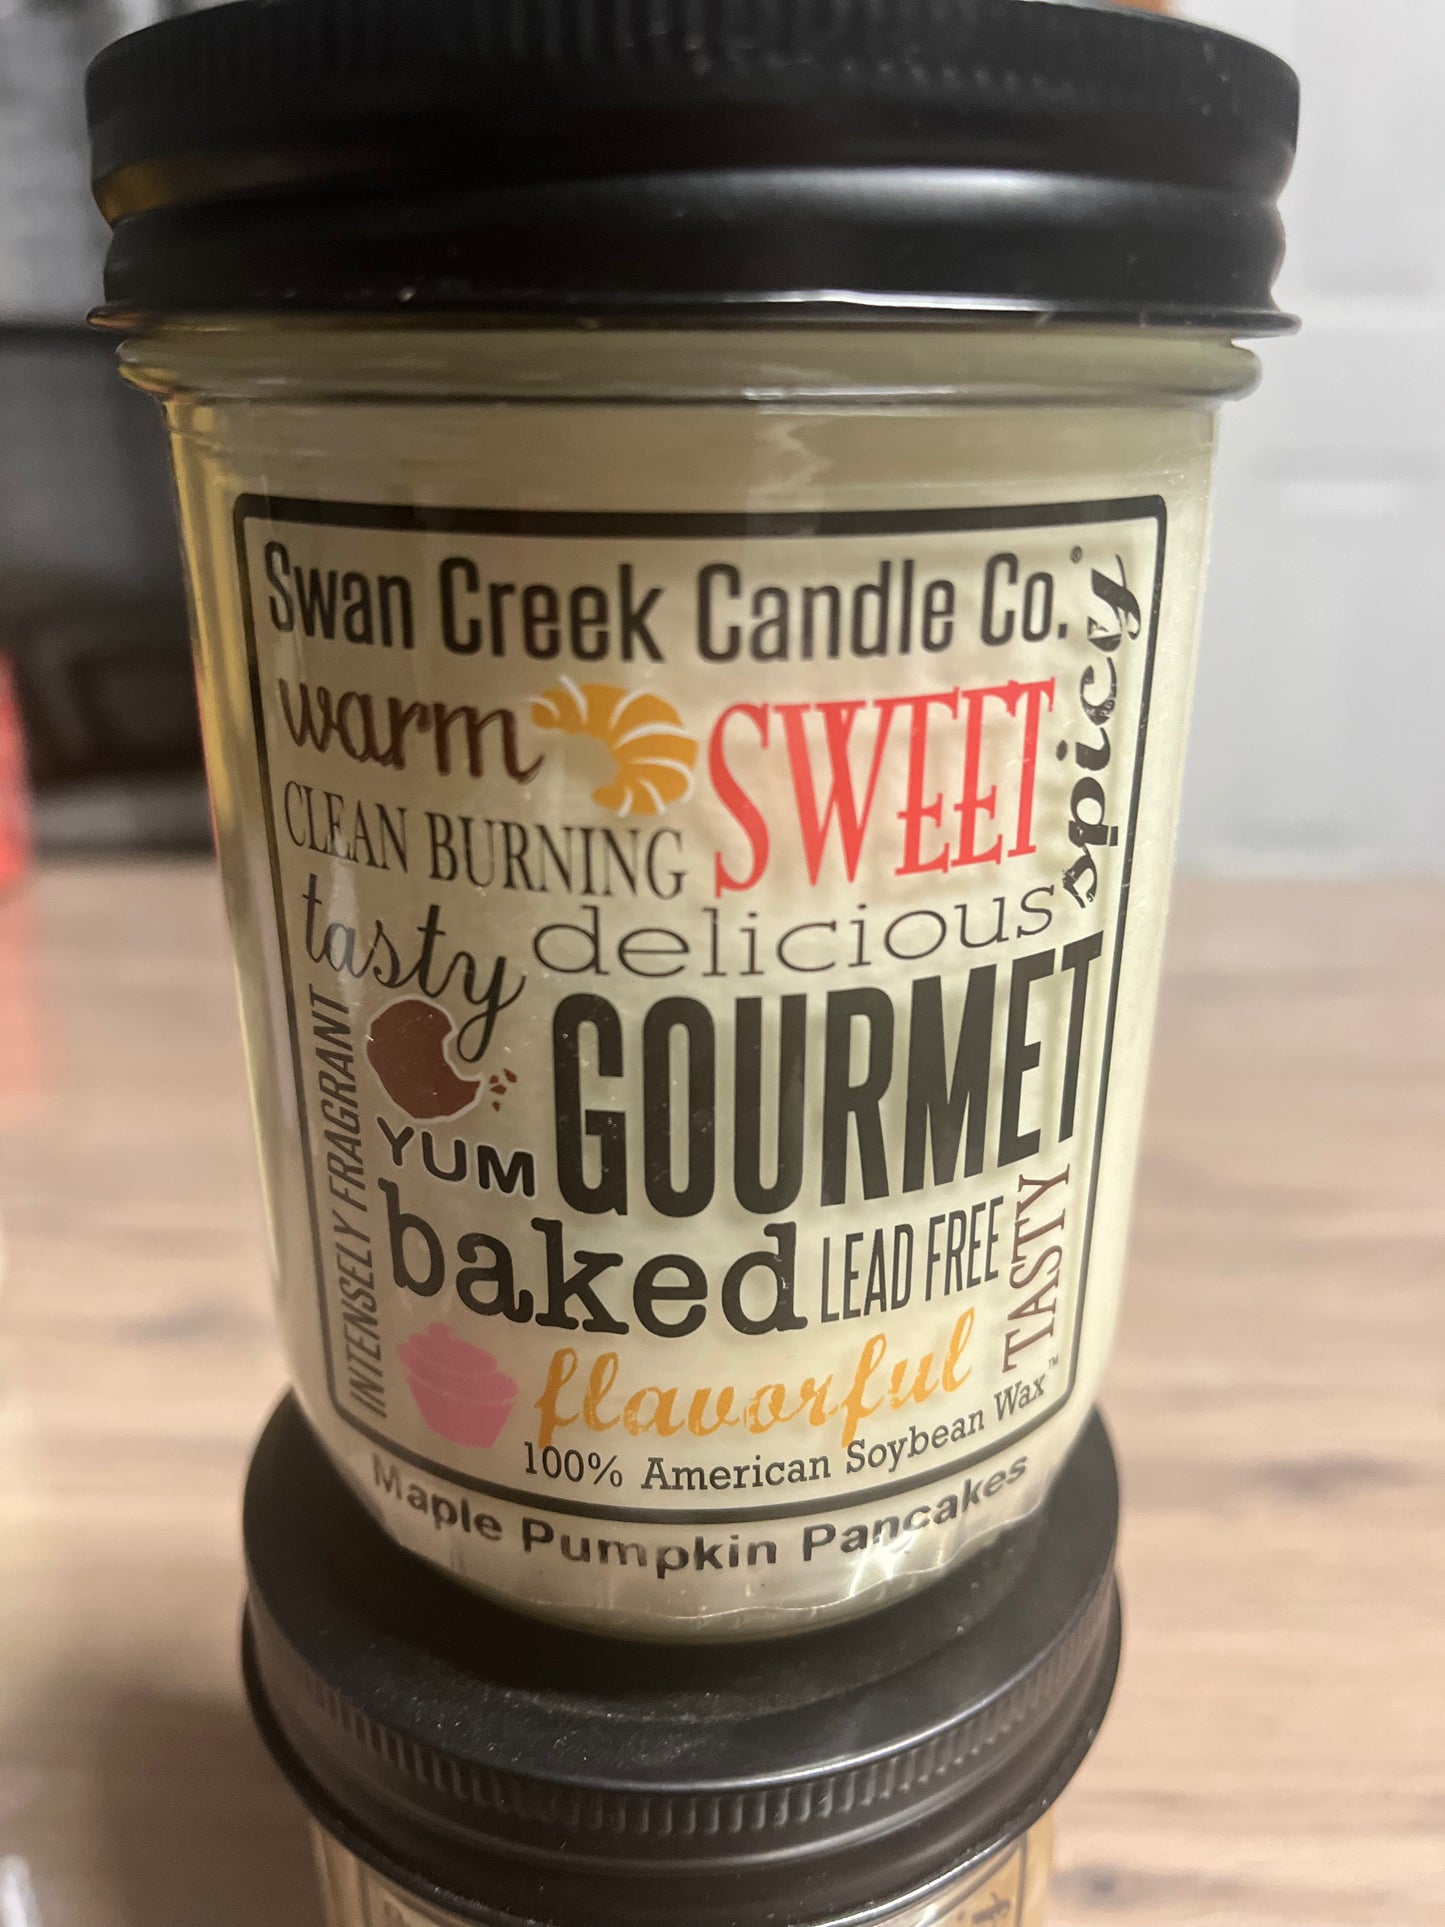 Swan Creek Candle Co.®
warm
SWEET
spicy
CLEAN BURNING
tasty
delicious
INTENSELY FRAGRANT
YUM
GOURMET
baked
LEAD FREE
TASTY
flavorful
100% American Soybean Wax™
Maple Pumpkin Pancakes